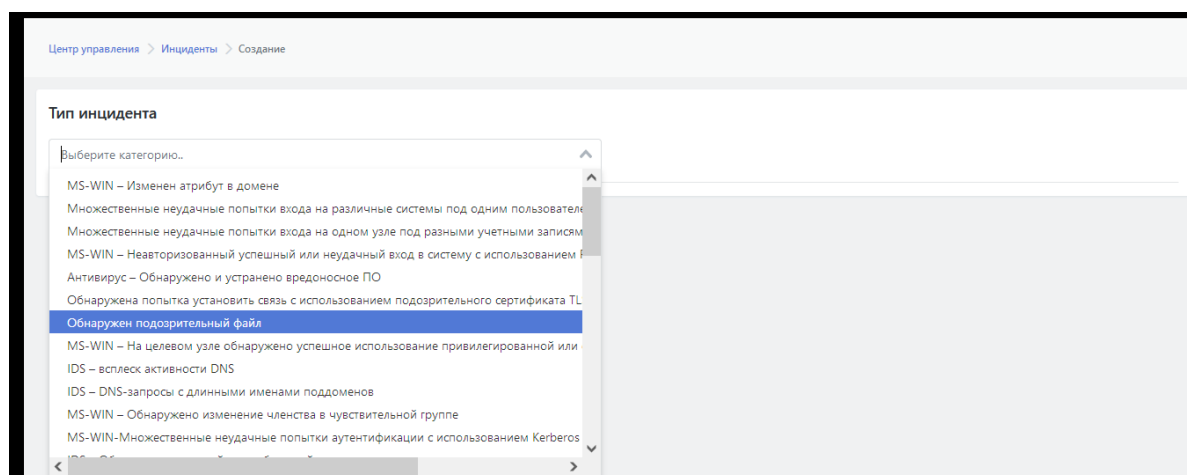 Центр управления > Инциденты > Создание
Тип инцидента
Выберите категорию..
MS-WIN – Изменен атрибут в домене
Множественные неудачные попытки входа на различные системы под одним
Множественные неудачные попытки входа на одном узле под разными учетными
MS-WIN – Неавторизованный успешный или неудачный вход в систему с использованием
Антивирус – Обнаружено и устранено вредоносное ПО
Обнаружена попытка установить связь с использованием подозрительного сертификата TL
Обнаружен подозрительный файл
MS-WIN – На целевом узле обнаружено успешное использование привилегированной или
IDS – всплеск активности DNS
IDS – DNS-запросы с длинными именами поддоменов
MS-WIN – Обнаружено изменение членства в чувствительной группе
MS-WIN-Множественные неудачные попытки аутентификации с использованием Kerberos